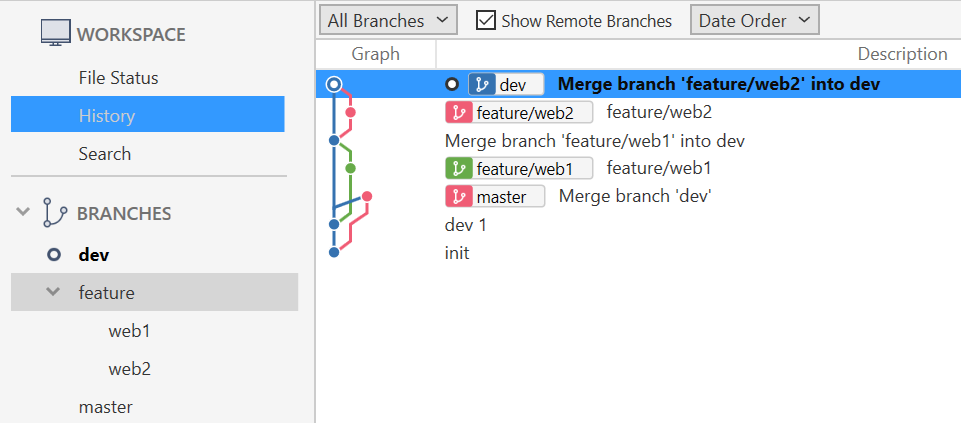 WORKSPACE
File Status
History
Search
BRANCHES
dev
feature
web1
web2
master
All Branches Show Remote Branches Date Order
Graph Description
dev Merge branch 'feature/web2' into dev
feature/web2 feature/web2
Merge branch 'feature/web1' into dev
feature/web1 feature/web1
master Merge branch 'dev'
dev 1
init